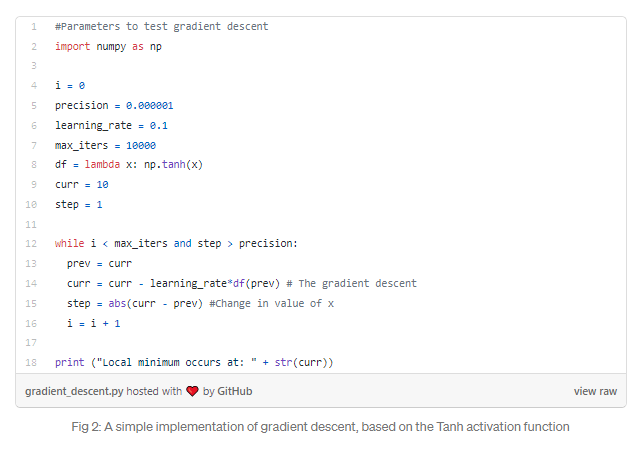 1 #Parameters to test gradient descent
2 import numpy as np
3
4 i = 0
5 precision = 0.000001
6 learning_rate = 0.1
7 max_iters = 10000
8 df = lambda x: np.tanh(x)
9 curr = 10
10 step = 1
11
12 while i < max_iters and step > precision:
13 prev = curr
14 curr = curr - learning_rate*df(prev) # The gradient descent
15 step = abs(curr - prev) #Change in value of x
16 i = i + 1
17
18 print ("Local minimum occurs at: " + str(curr))
gradient_descent.py hosted with ❤ by GitHub view raw
Fig 2: A simple implementation of gradient descent, based on the Tanh activation function